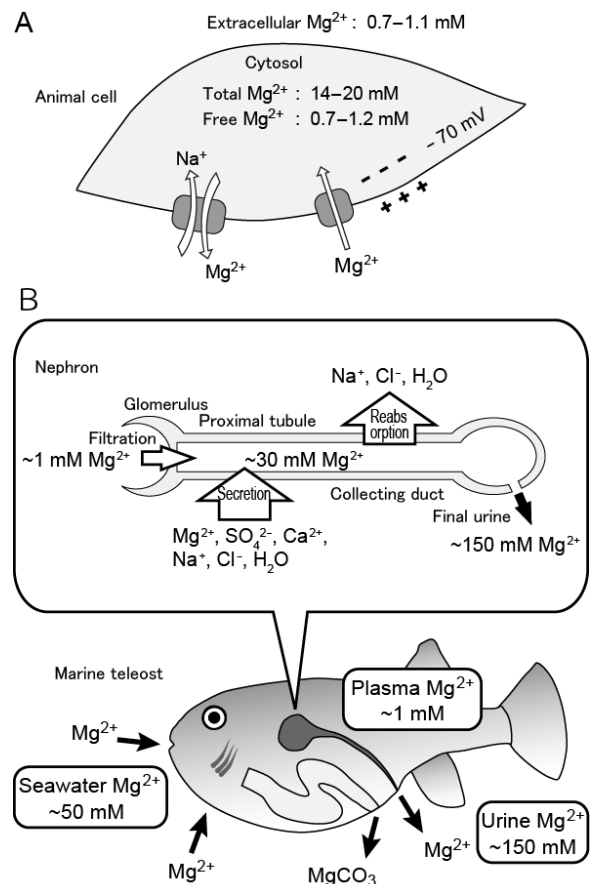 A
Extracellular Mg²⁺ : 0.7–1.1 mM
Cytosol
Animal cell
Total Mg²⁺ : 14–20 mM
Free Mg²⁺ : 0.7–1.2 mM
- 70 mV
– – –
+ + +
Na⁺
Mg²⁺
Mg²⁺
B
Nephron
Na⁺, Cl⁻, H₂O
Glomerulus
Proximal tubule
Reabs
orption
Filtration
~1 mM Mg²⁺
~30 mM Mg²⁺
Secretion
Collecting duct
Final urine
Mg²⁺, SO₄²⁻, Ca²⁺,
Na⁺, Cl⁻, H₂O
~150 mM Mg²⁺
Marine teleost
Plasma Mg²⁺
~1 mM
Mg²⁺
Seawater Mg²⁺
~50 mM
Urine Mg²⁺
~150 mM
Mg²⁺
Mg²⁺
MgCO₃